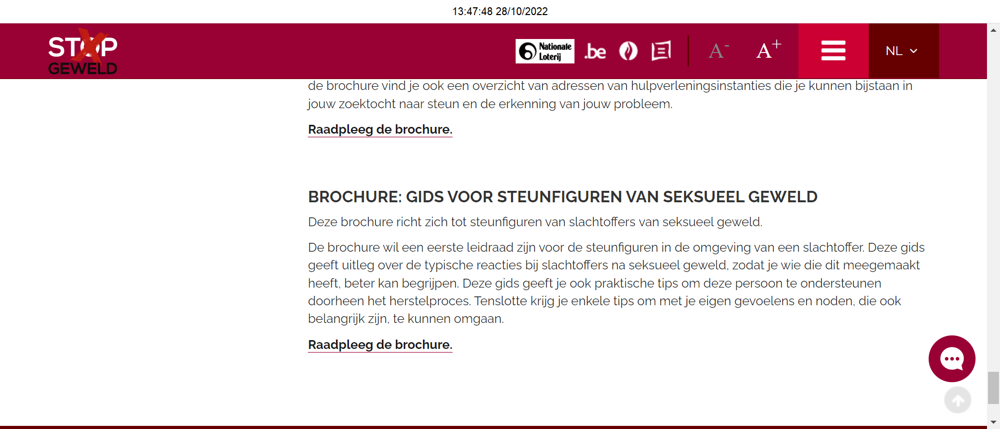 13:47:48 28/10/2022
STOP
GEWELD
Nationale
Loterij
.be
A-
A+
NL
de brochure vind je ook een overzicht van adressen van hulpverleningsinstanties die je kunnen bijstaan in
jouw zoektocht naar steun en de erkenning van jouw probleem.
Raadpleeg de brochure.
BROCHURE: GIDS VOOR STEUNFIGUREN VAN SEKSUEEL GEWELD
Deze brochure richt zich tot steunfiguren van slachtoffers van seksueel geweld.
De brochure wil een eerste leidraad zijn voor de steunfiguren in de omgeving van een slachtoffer. Deze gids
geeft uitleg over de typische reacties bij slachtoffers na seksueel geweld, zodat je wie die dit meegemaakt
heeft, beter kan begrijpen. Deze gids geeft je ook praktische tips om deze persoon te ondersteunen
doorheen het herstelproces. Tenslotte krijg je enkele tips om met je eigen gevoelens en noden, die ook
belangrijk zijn, te kunnen omgaan.
Raadpleeg de brochure.